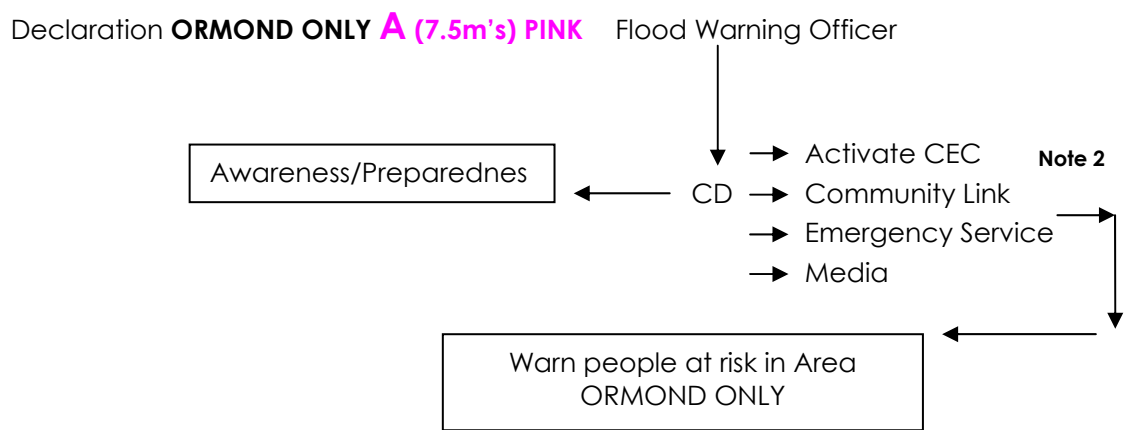 Declaration ORMOND ONLY A (7.5m's) PINK Flood Warning Officer
Awareness/Preparednes
CD
Activate CEC
Note 2
Community Link
Emergency Service
Media
Warn people at risk in Area
ORMOND ONLY